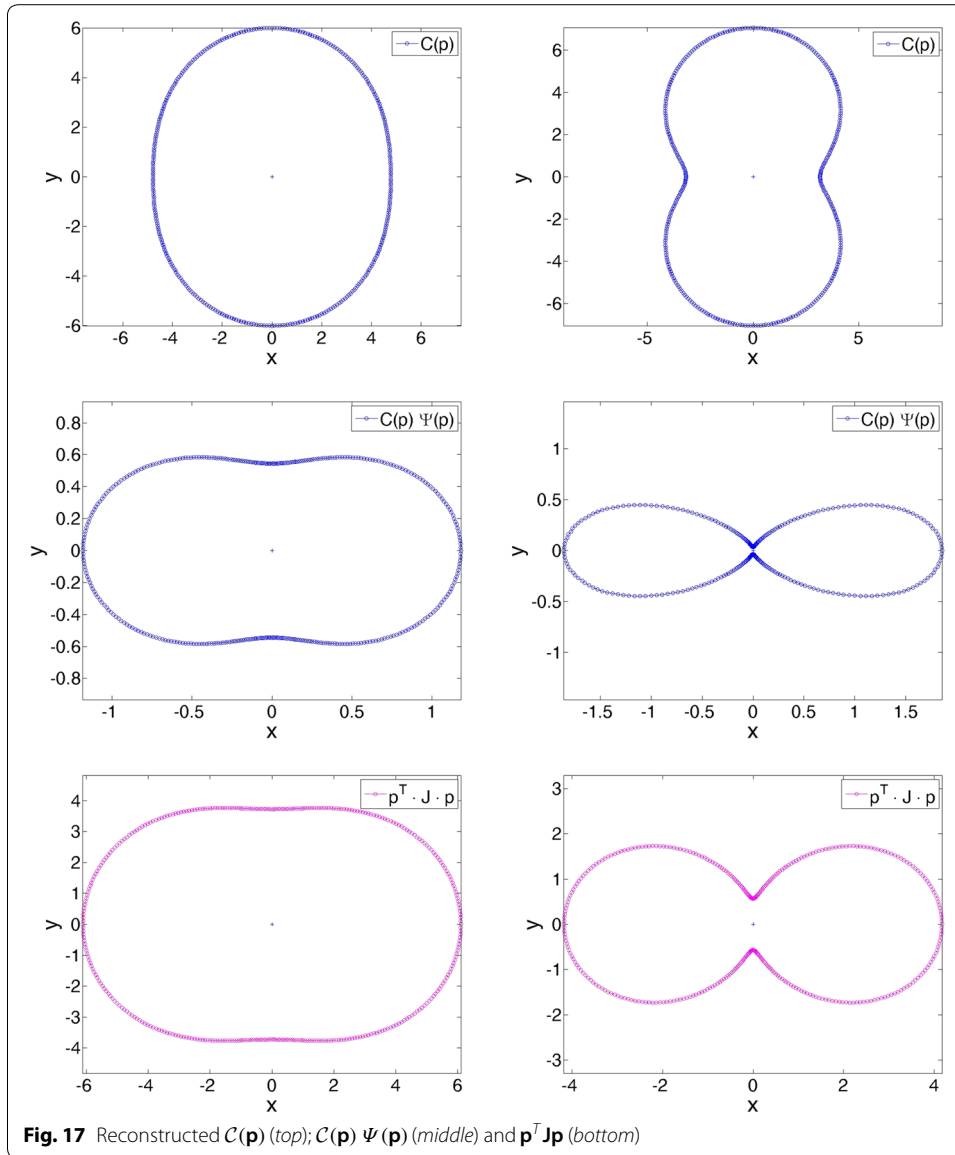 6
4
2
0
-2
-4
-6
y
-6 -4 -2 0 2 4 6
x
C(p)
6
4
2
0
-2
-4
-6
y
-5 0 5
x
C(p)
0.8
0.6
0.4
0.2
0
-0.2
-0.4
-0.6
-0.8
y
-1 -0.5 0 0.5 1
x
C(p) Ψ(p)
1
0.5
0
-0.5
-1
y
-1.5 -1 -0.5 0 0.5 1 1.5
x
C(p) Ψ(p)
4
3
2
1
0
-1
-2
-3
-4
y
-6 -4 -2 0 2 4 6
x
p^T · J · p
3
2
1
0
-1
-2
-3
y
-4 -2 0 2 4
x
p^T · J · p
Fig. 17 Reconstructed C(p) (top); C(p) Ψ(p) (middle) and p^T Jp (bottom)